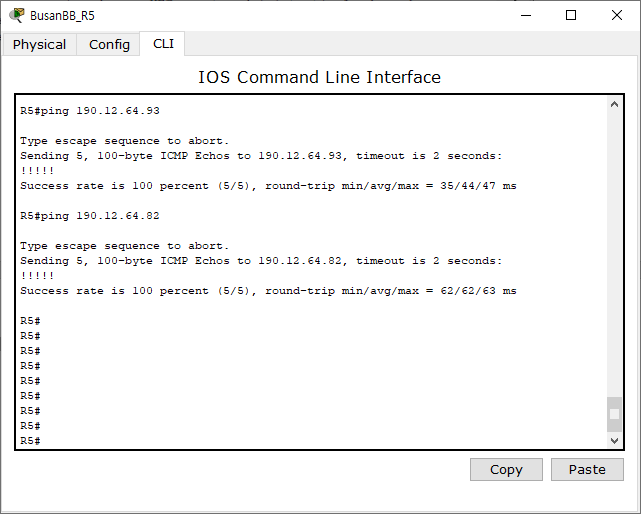 BusanBB_R5
Physical Config CLI
IOS Command Line Interface
R5#ping 190.12.64.93
Type escape sequence to abort.
Sending 5, 100-byte ICMP Echos to 190.12.64.93, timeout is 2 seconds:
!!!!!
Success rate is 100 percent (5/5), round-trip min/avg/max = 35/44/47 ms
R5#ping 190.12.64.82
Type escape sequence to abort.
Sending 5, 100-byte ICMP Echos to 190.12.64.82, timeout is 2 seconds:
!!!!!
Success rate is 100 percent (5/5), round-trip min/avg/max = 62/62/63 ms
R5#
R5#
R5#
R5#
R5#
R5#
R5#
R5#
R5#
Copy Paste